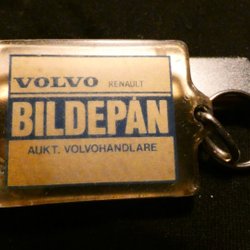 VOLVO RENAULT
BILDEPÅN
AUKT. VOLVOHANDLARE